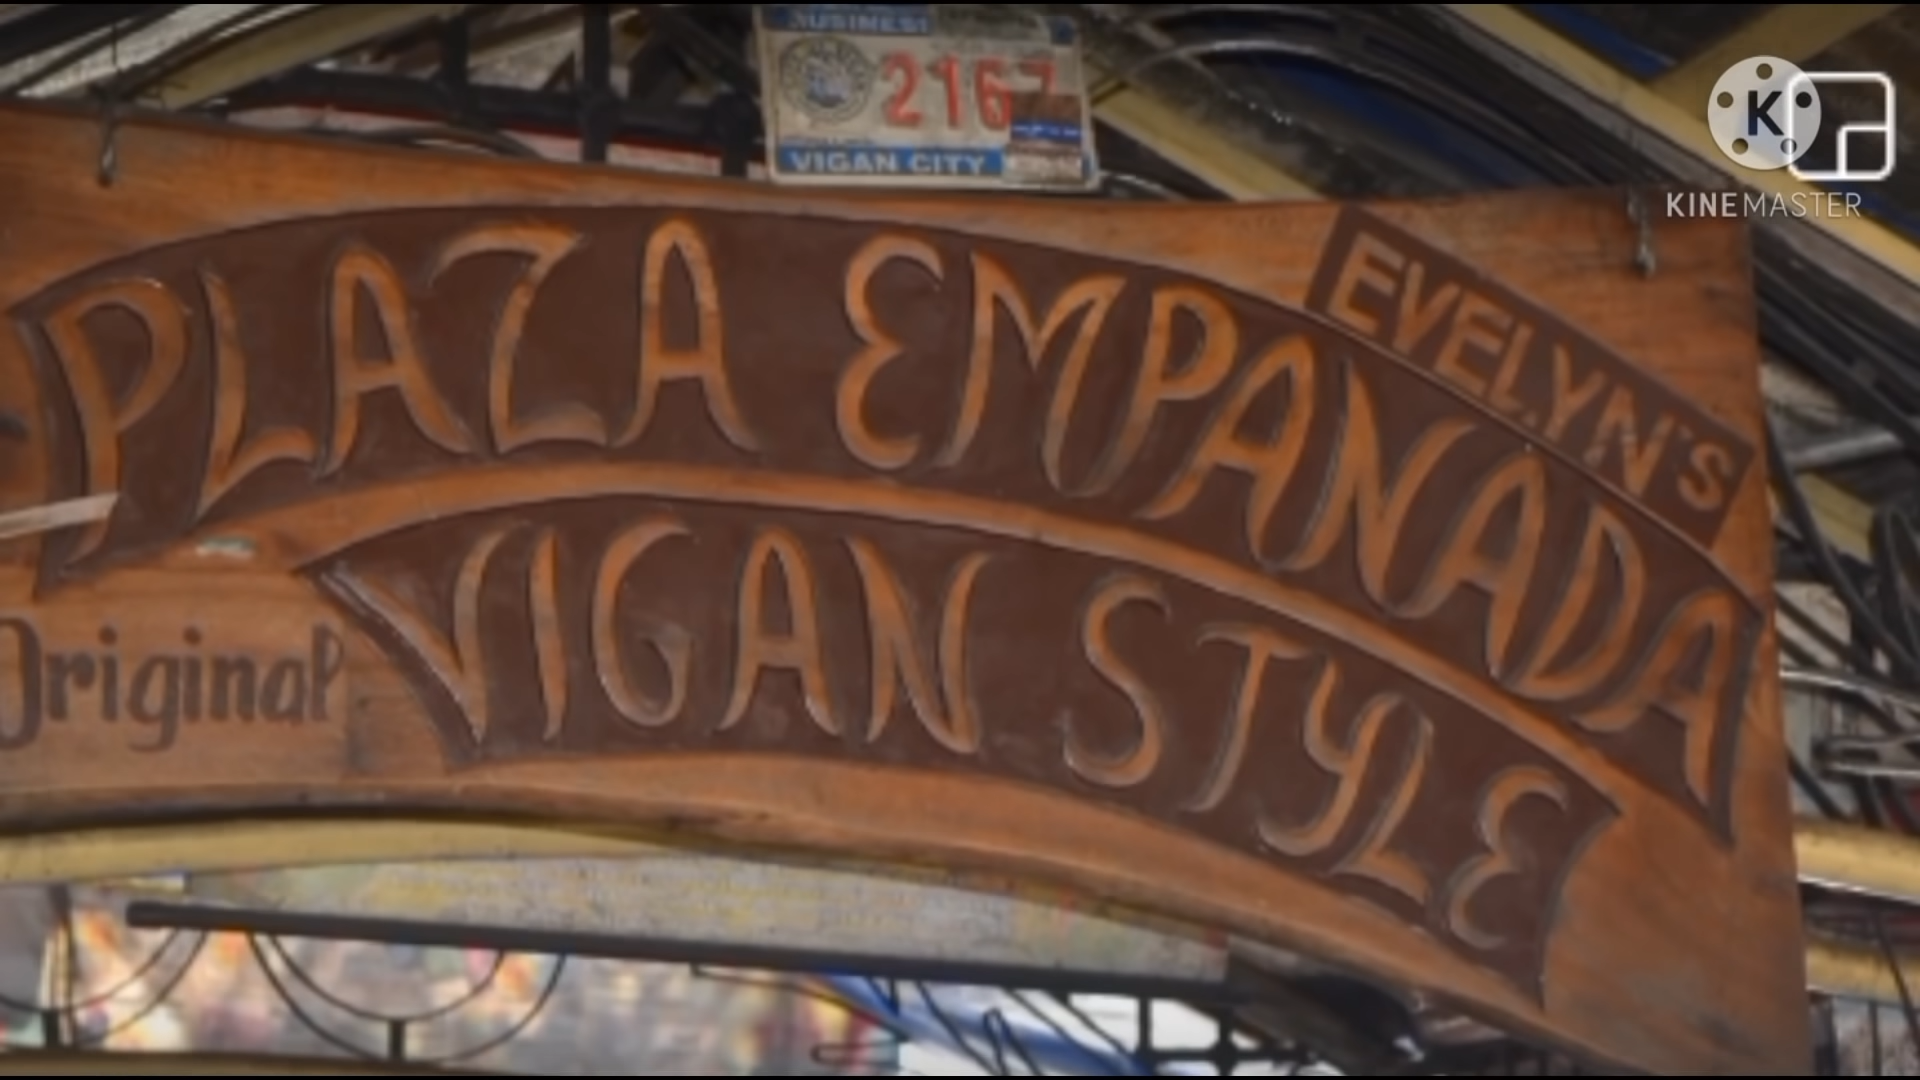 BUSINESS
2167
VIGAN CITY
K
KINEMASTER
EVELYN'S
PLAZA EMPANADA
Original
VIGAN STYLE